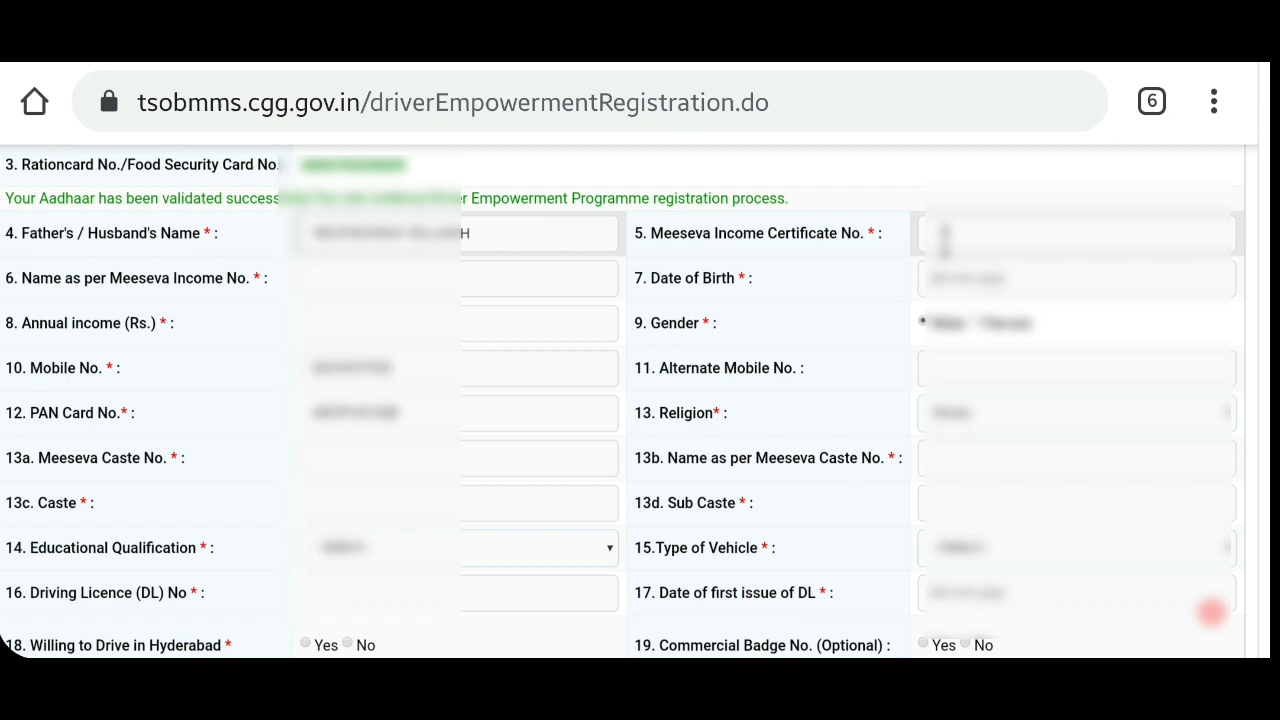 tsobmms.cgg.gov.in/driverEmpowermentRegistration.do 6
3. Rationcard No./Food Security Card No.
Your Aadhaar has been validated success Empowerment Programme registration process.
4. Father's / Husband's Name * : H 5. Meeseva Income Certificate No. * :
6. Name as per Meeseva Income No. * : 7. Date of Birth * :
8. Annual income (Rs.) * : 9. Gender * :
10. Mobile No. * : 11. Alternate Mobile No. :
12. PAN Card No.* : 13. Religion* :
13a. Meeseva Caste No. * : 13b. Name as per Meeseva Caste No. * :
13c. Caste * : 13d. Sub Caste * :
14. Educational Qualification * : 15.Type of Vehicle * :
16. Driving Licence (DL) No * : 17. Date of first issue of DL * :
18. Willing to Drive in Hyderabad * Yes No 19. Commercial Badge No. (Optional) : Yes No